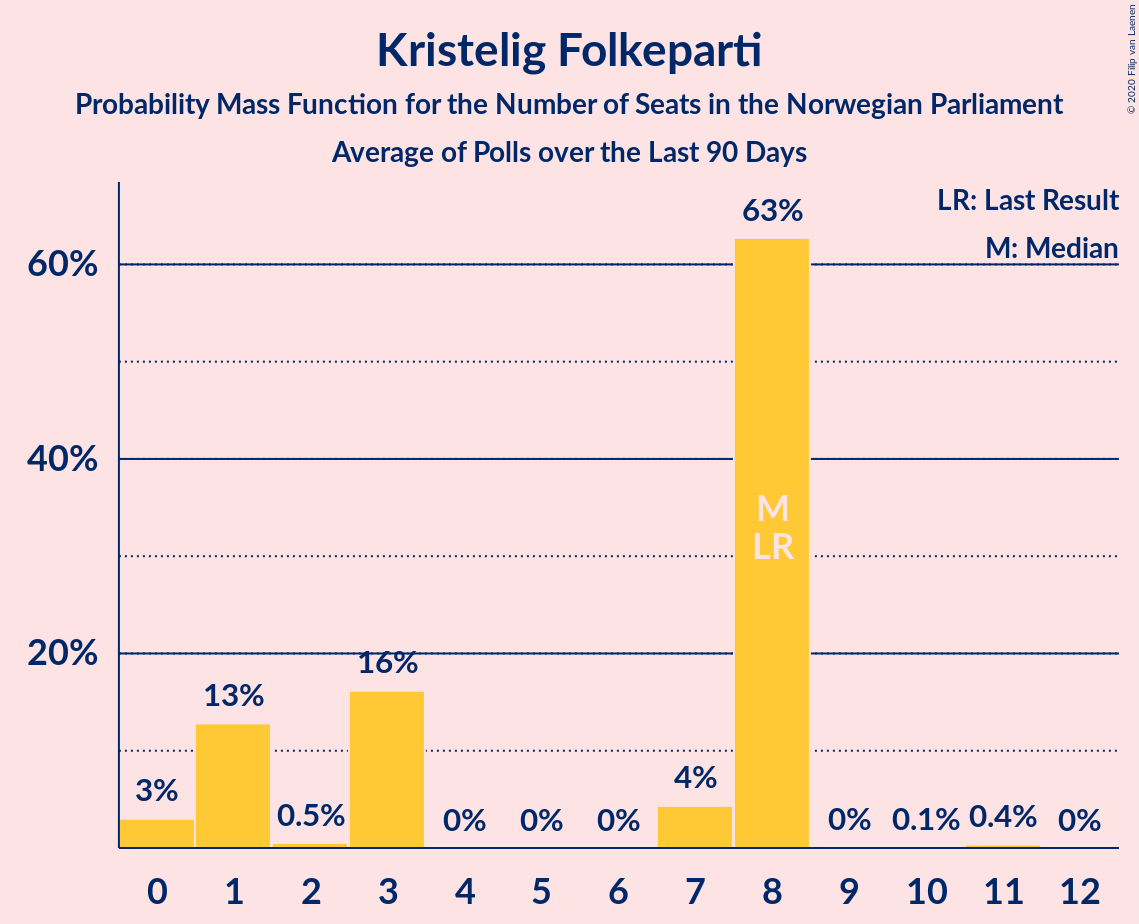 Kristelig Folkeparti
Probability Mass Function for the Number of Seats in the Norwegian Parliament
Average of Polls over the Last 90 Days
© 2020 Filip van Laenen
LR: Last Result
M: Median
60%
40%
20%
3%
13%
0.5%
16%
0%
0%
0%
4%
63%
M
LR
0%
0.1%
0.4%
0%
0 1 2 3 4 5 6 7 8 9 10 11 12